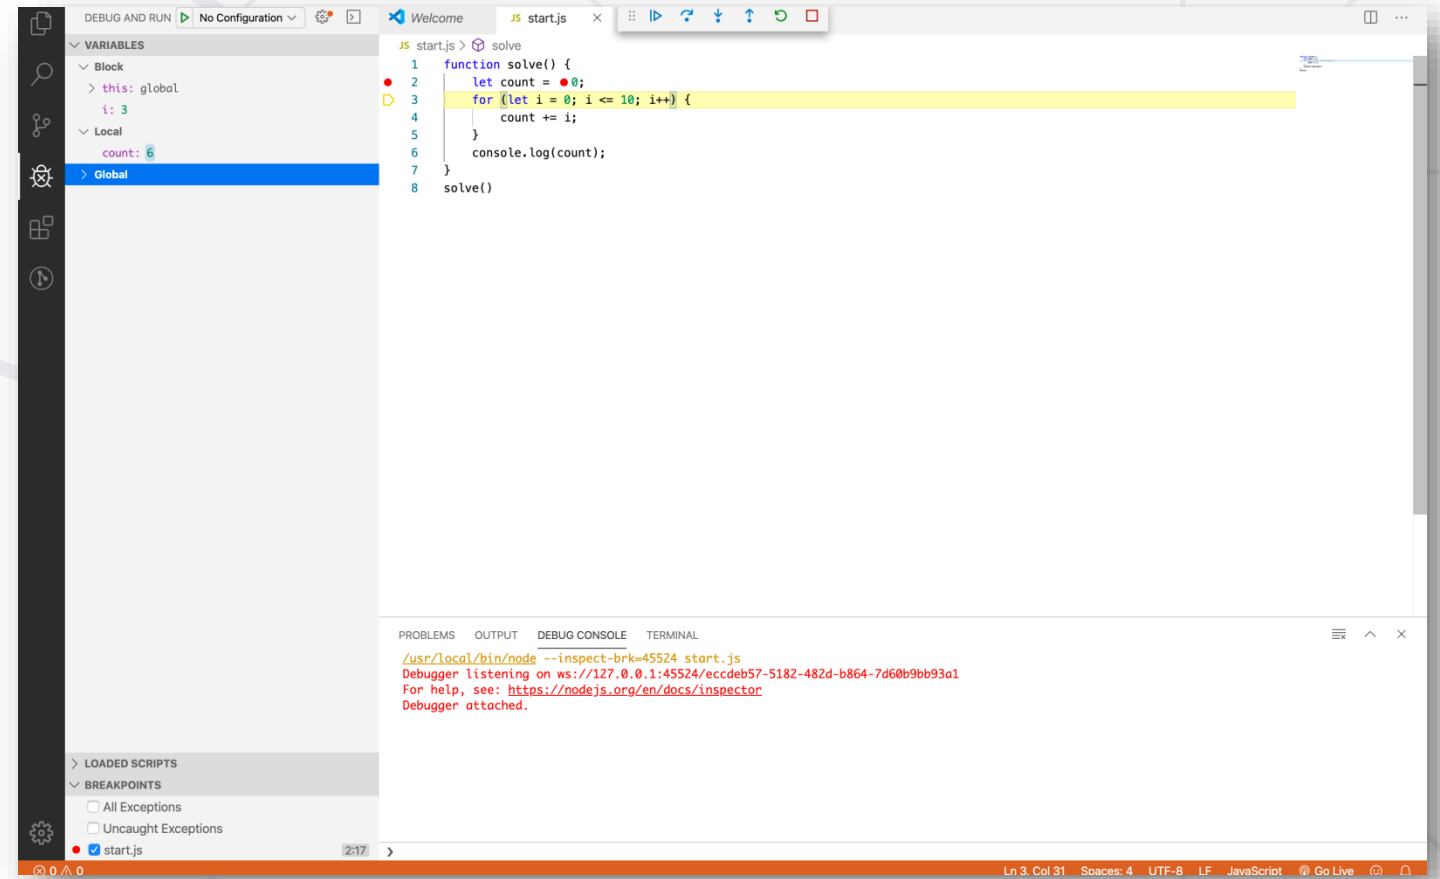 DEBUG AND RUN No Configuration
Welcome
JS start.js
VARIABLES
Block
this: global
i: 3
Local
count: 6
Global
JS start.js > solve
1 function solve() {
2 let count = 0;
3 for (let i = 0; i <= 10; i++) {
4 count += i;
5 }
6 console.log(count);
7 }
8 solve()
PROBLEMS OUTPUT DEBUG CONSOLE TERMINAL
/usr/local/bin/node --inspect-brk=45524 start.js
Debugger listening on ws://127.0.0.1:45524/eccdeb57-5182-482d-b864-7d60b9bb93a1
For help, see: https://nodejs.org/en/docs/inspector
Debugger attached.
LOADED SCRIPTS
BREAKPOINTS
All Exceptions
Uncaught Exceptions
start.js 2:17
0 0 Ln 3, Col 31 Spaces: 4 UTF-8 LF JavaScript Go Live